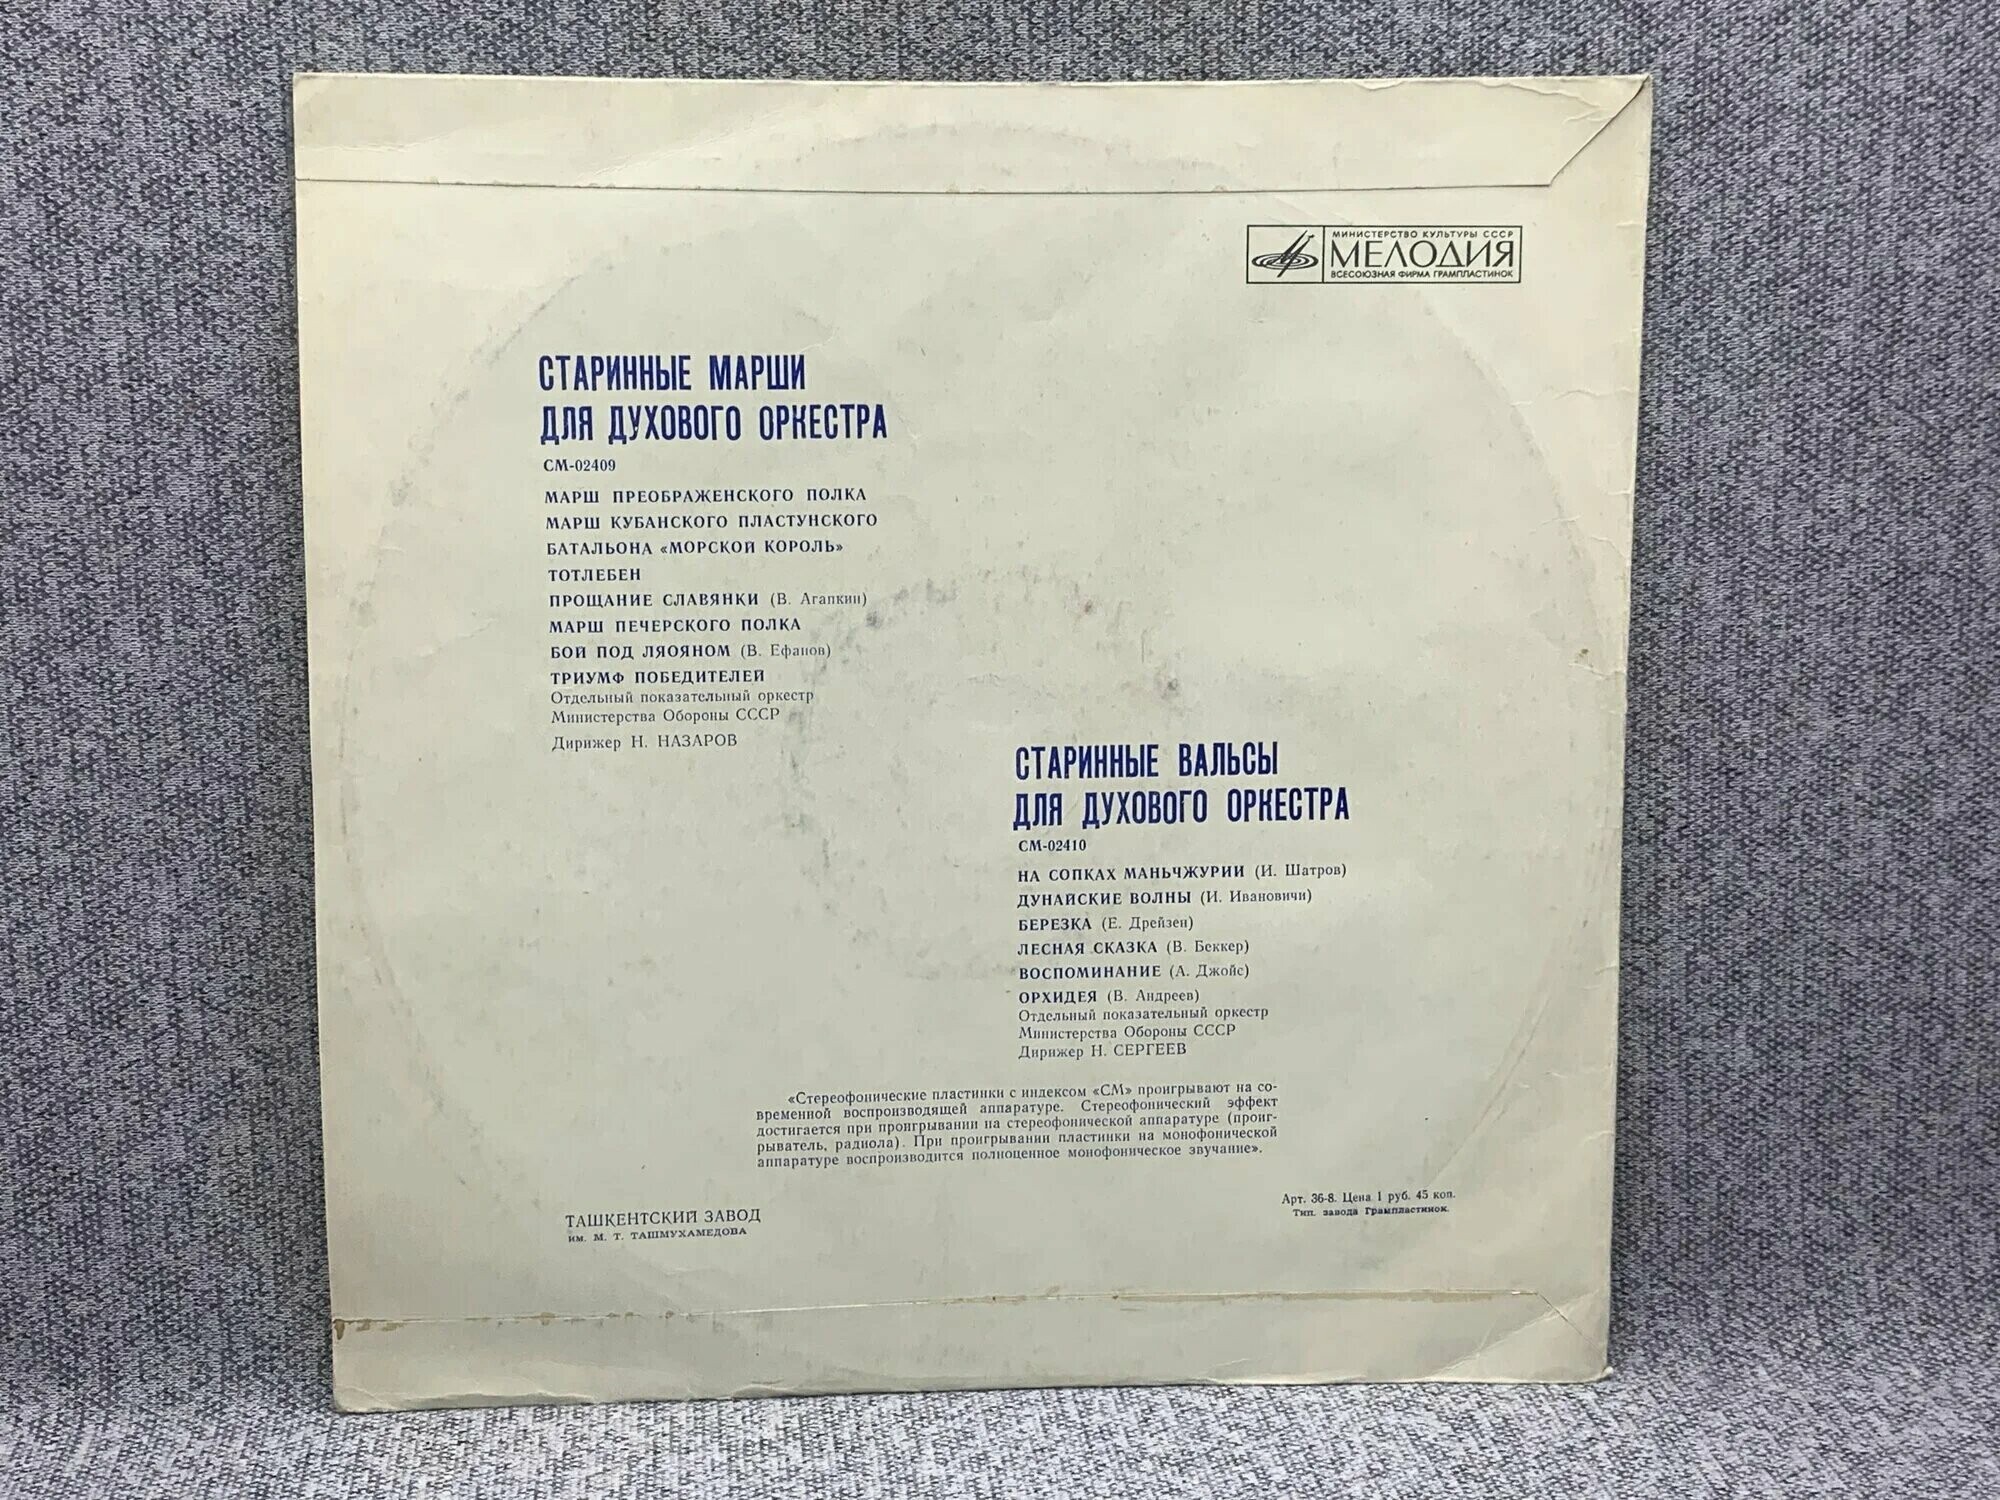 МИНИСТЕРСТВО КУЛЬТУРЫ СССР
МЕЛОДИЯ
ВСЕСОЮЗНАЯ ФИРМА ГРАМПЛАСТИНОК
СТАРИННЫЕ МАРШИ
ДЛЯ ДУХОВОГО ОРКЕСТРА
СМ-02409
МАРШ ПРЕОБРАЖЕНСКОГО ПОЛКА
МАРШ КУБАНСКОГО ПЛАСТУНСКОГО
БАТАЛЬОНА «МОРСКОЙ КОРОЛЬ»
ТОТЛЕБЕН
ПРОЩАНИЕ СЛАВЯНКИ (В. Агапкин)
МАРШ ПЕЧЕРСКОГО ПОЛКА
БОЙ ПОД ЛЯОЯНОМ (В. Ефанов)
ТРИУМФ ПОБЕДИТЕЛЕЙ
Отдельный показательный оркестр
Министерства Обороны СССР
Дирижер Н. НАЗАРОВ
СТАРИННЫЕ ВАЛЬСЫ
ДЛЯ ДУХОВОГО ОРКЕСТРА
СМ-02410
НА СОПКАХ МАНЬЧЖУРИИ (И. Шатров)
ДУНАЙСКИЕ ВОЛНЫ (И. Ивановичи)
БЕРЕЗКА (Е. Дрейзен)
ЛЕСНАЯ СКАЗКА (В. Беккер)
ВОСПОМИНАНИЕ (А. Джойс)
ОРХИДЕЯ (В. Андреев)
Отдельный показательный оркестр
Министерства Обороны СССР
Дирижер Н. СЕРГЕЕВ
«Стереофонические пластинки с индексом «СМ» проигрывают на со-
временной воспроизводящей аппаратуре. Стереофонический эффект
достигается при проигрывании на стереофонической аппаратуре (проиг-
рыватель, радиола). При проигрывании пластинки на монофонической
аппаратуре воспроизводится полноценное монофоническое звучание».
Арт. 36-8. Цена 1 руб. 45 коп.
Тип. завода Грампластинок.
ТАШКЕНТСКИЙ ЗАВОД
им. М. Т. ТАШМУХАМЕДОВА